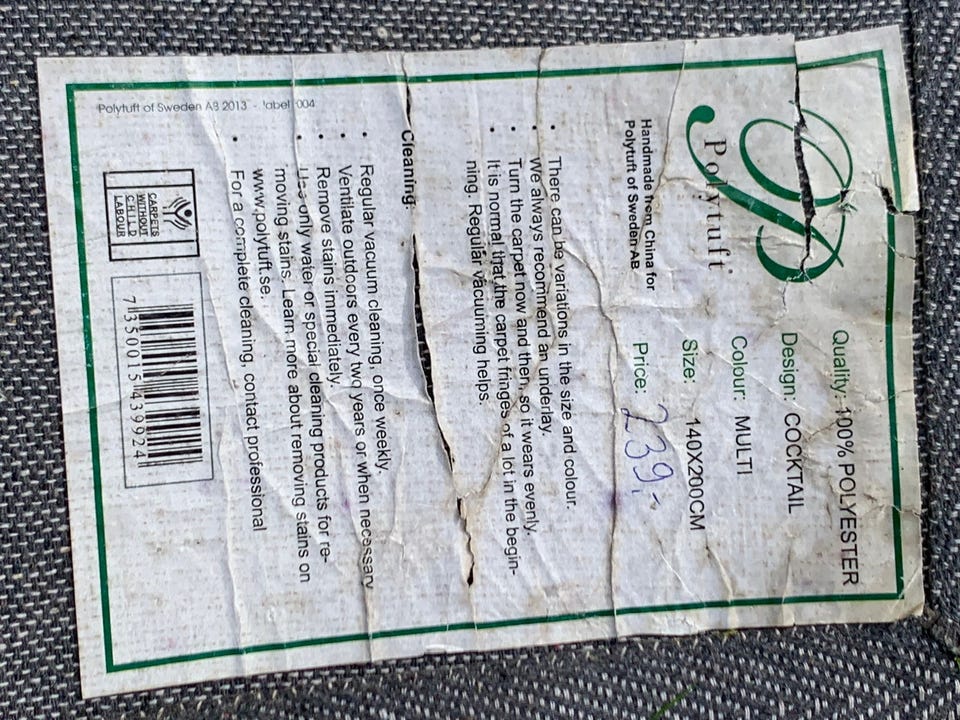 Polytuft
Quality: 100% POLYESTER
Design: COCKTAIL
Colour: MULTI
Size: 140X200CM
Price: 239,-
Handmade from China for
Polytuft of Sweden AB
• There can be variations in the size and colour.
• We always recommend an underlay.
• Turn the carpet now and then, so it wears evenly.
• It is normal that the carpet fringes of a lot in the begin-
ning. Regular vacuuming helps.
Cleaning:
• Regular vacuum cleaning, once weekly.
• Ventilate outdoors every two years or when necessary
• Remove stains immediately.
• Use only water or special cleaning products for re-
moving stains. Learn more about removing stains on
www.polytuft.se.
• For a complete cleaning, contact professional
CARPETS
WITHOUT
CHILD
LABOUR
7 350015 439924
Polytuft of Sweden AB 2013 - label 004